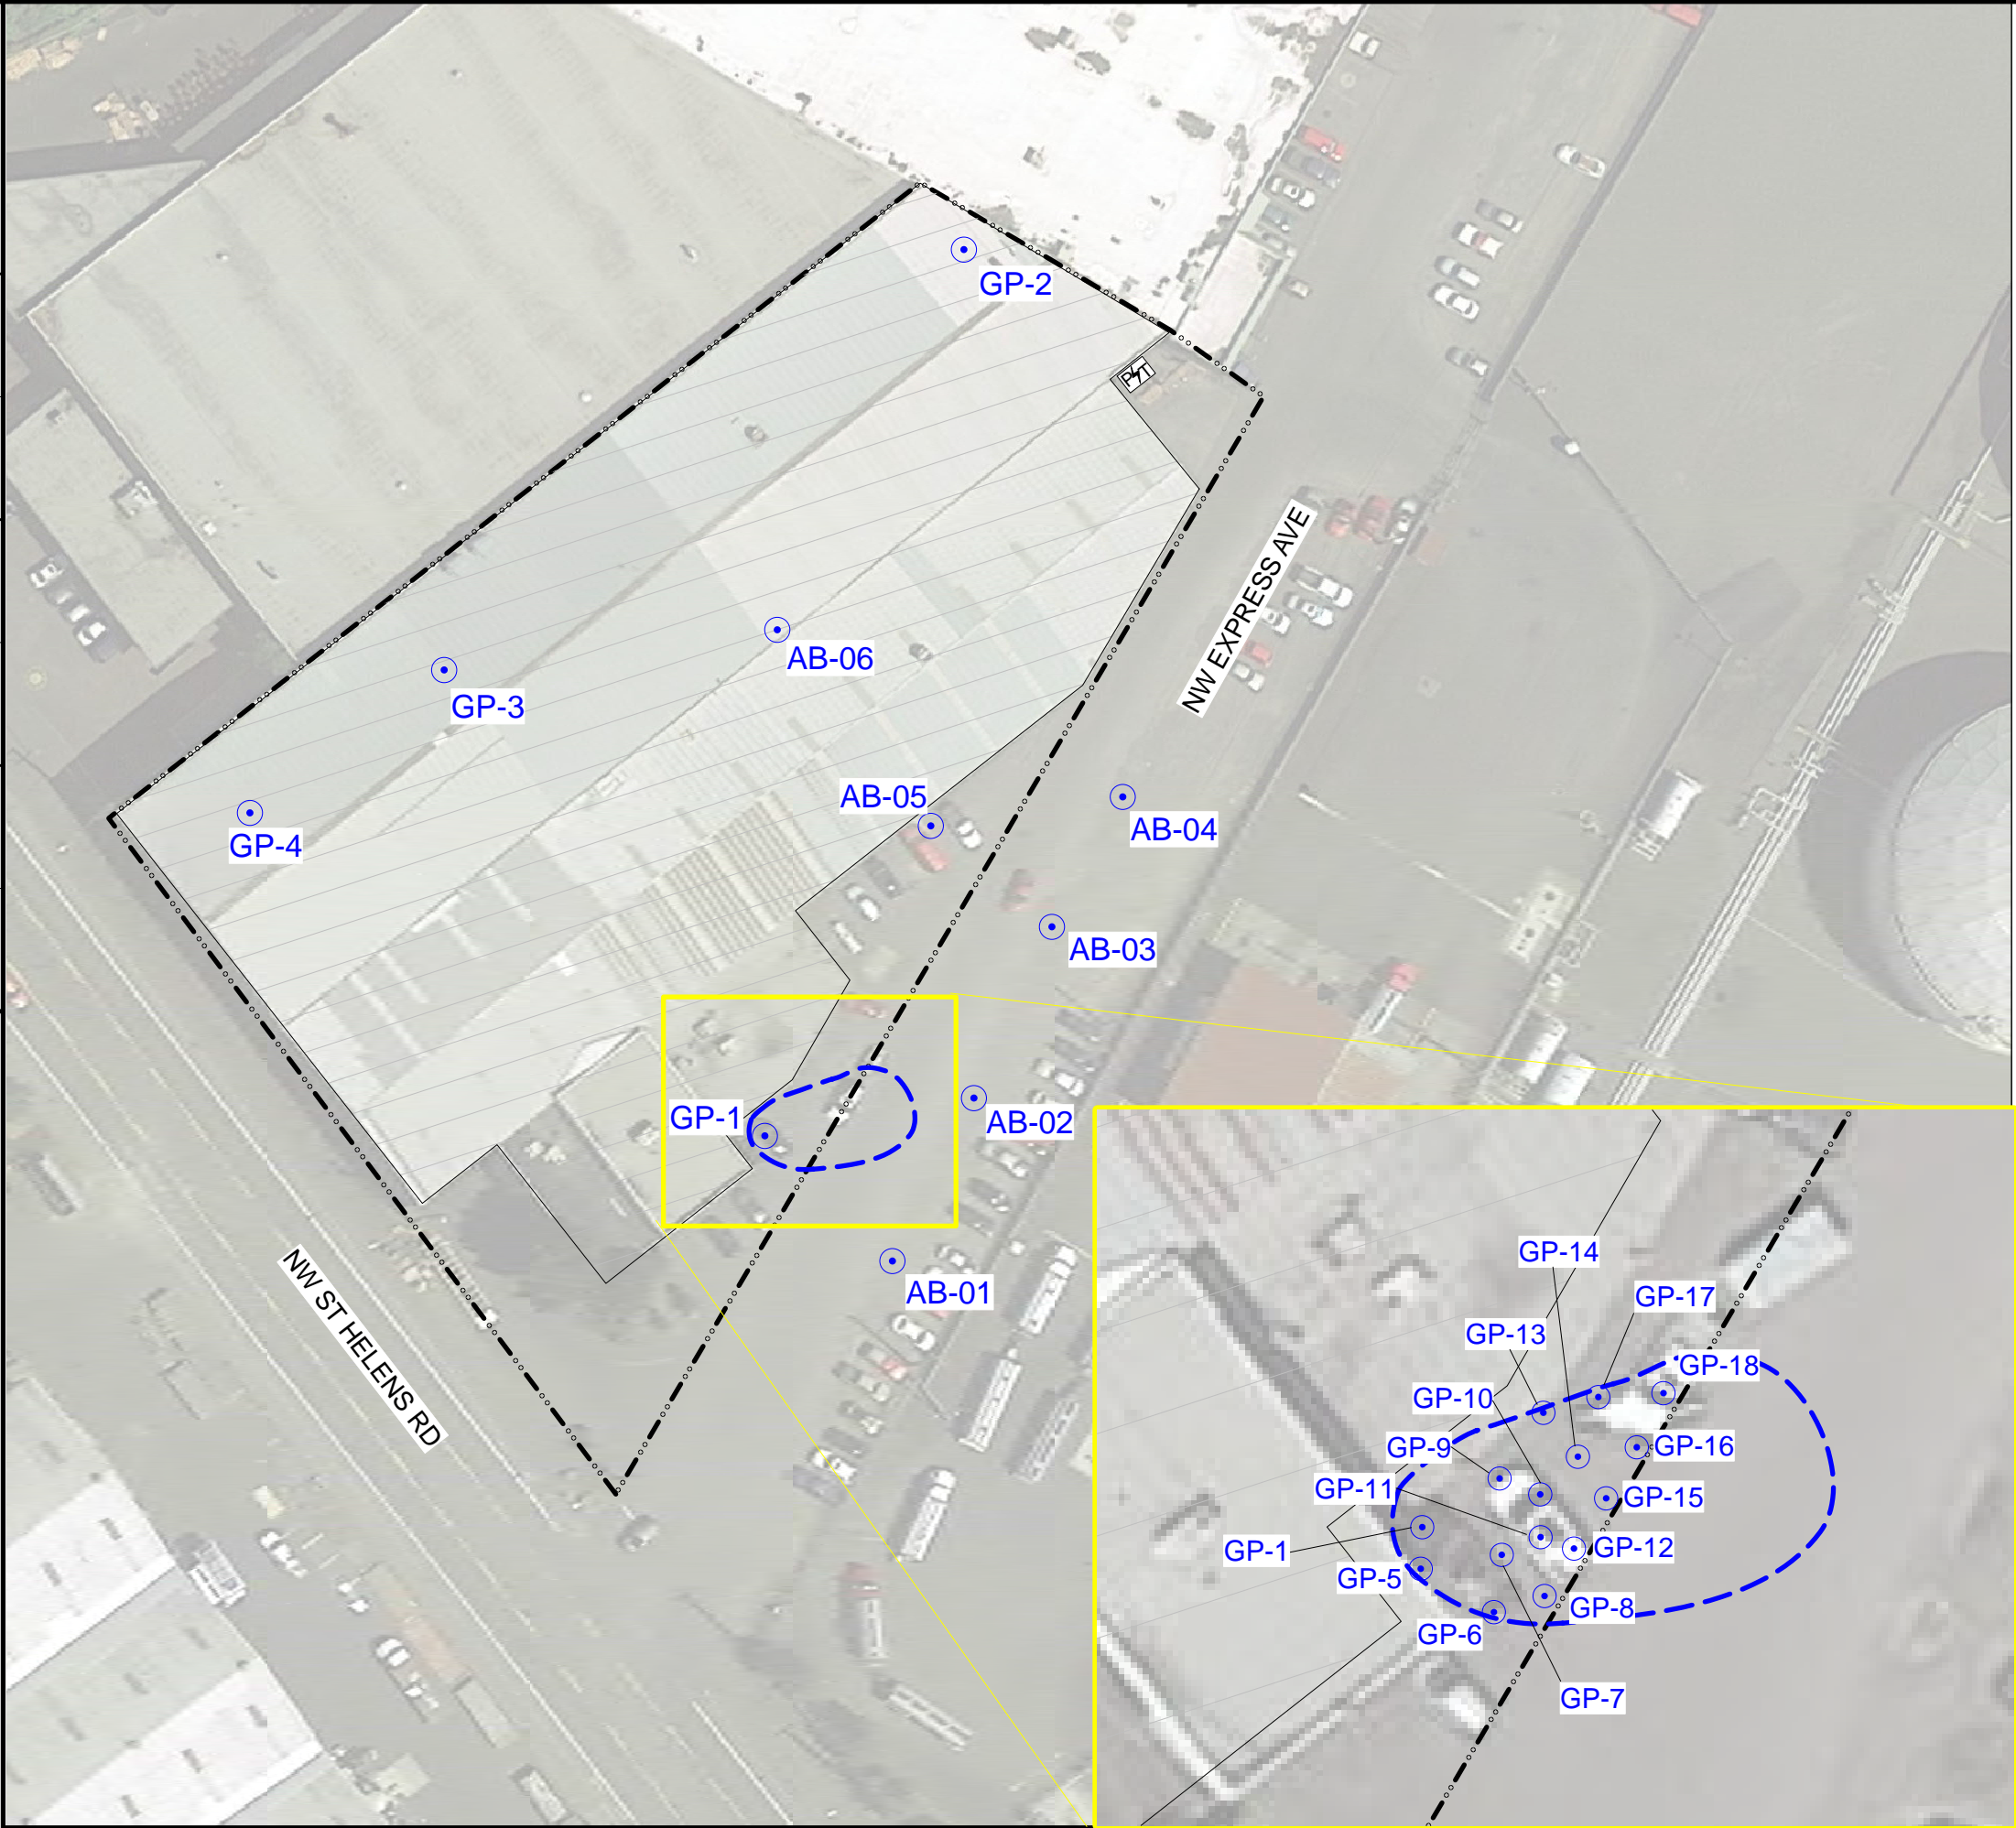 GP-2
P T
NW EXPRESS AVE
AB-06
GP-3
AB-05
AB-04
GP-4
AB-03
GP-1
AB-02
AB-01
NW ST HELENS RD
GP-14
GP-17
GP-13
GP-18
GP-10
GP-9
GP-16
GP-11
GP-15
GP-1
GP-12
GP-5
GP-8
GP-6
GP-7